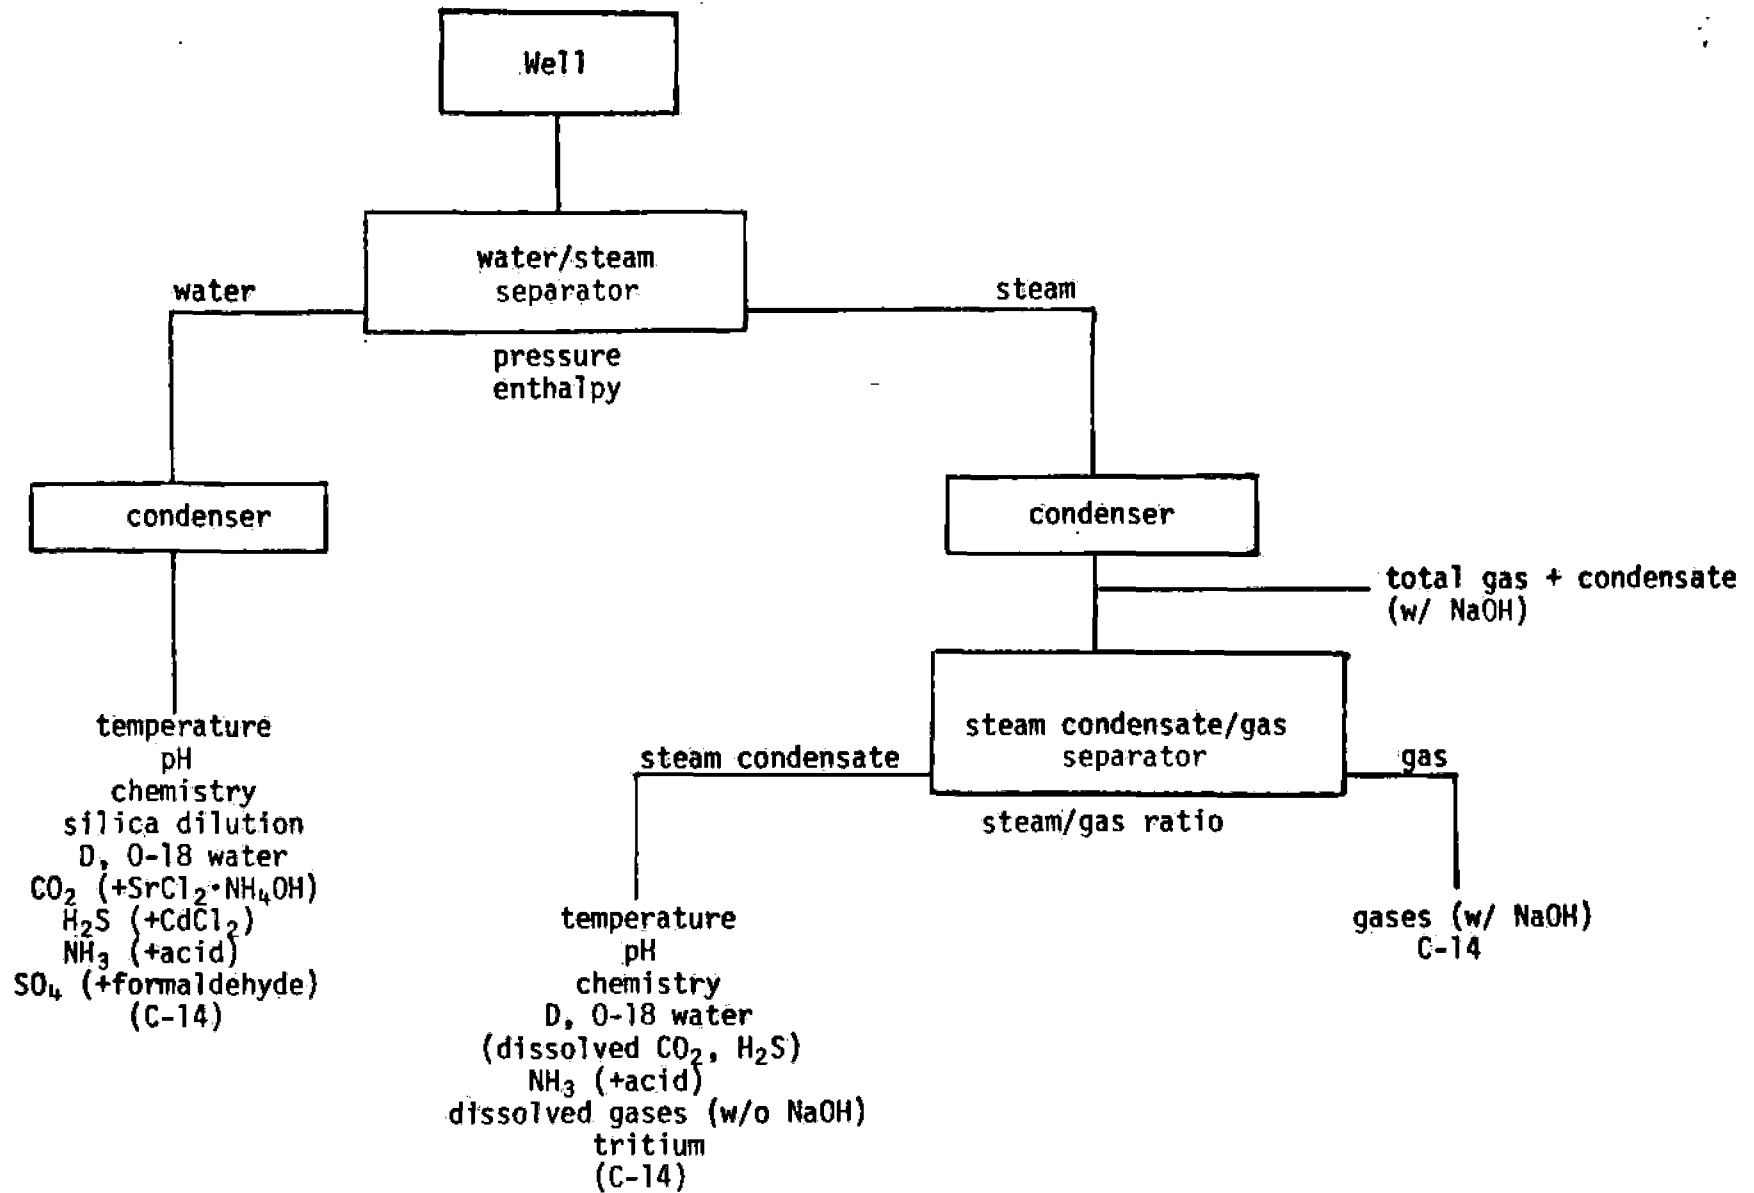 Well
water/steam
separator
water
steam
pressure
enthalpy
condenser
condenser
total gas + condensate
(w/ NaOH)
steam condensate/gas
separator
steam condensate
gas
steam/gas ratio
temperature
pH
chemistry
silica dilution
D, O-18 water
CO₂ (+SrCl₂·NH₄OH)
H₂S (+CdCl₂)
NH₃ (+acid)
SO₄ (+formaldehyde)
(C-14)
temperature
pH
chemistry
D, O-18 water
(dissolved CO₂, H₂S)
NH₃ (+acid)
dissolved gases (w/o NaOH)
tritium
(C-14)
gases (w/ NaOH)
C-14